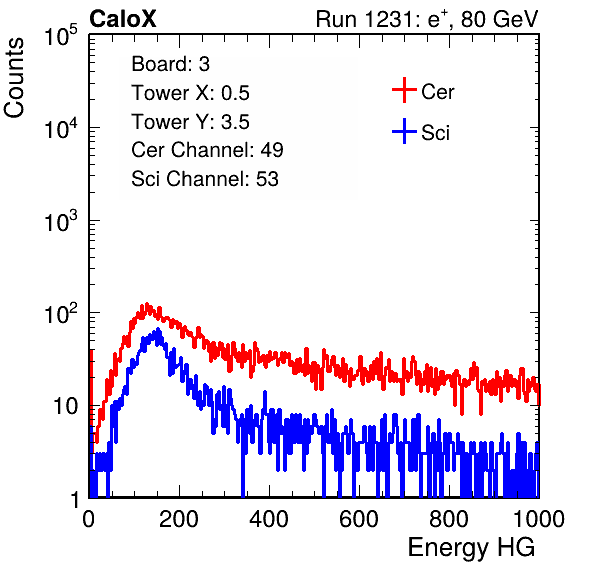 CaloX Run 1231: e⁺, 80 GeV
Counts
10⁵
10⁴
10³
10²
10
1
Board: 3
Tower X: 0.5
Tower Y: 3.5
Cer Channel: 49
Sci Channel: 53
Cer
Sci
0 200 400 600 800 1000
Energy HG